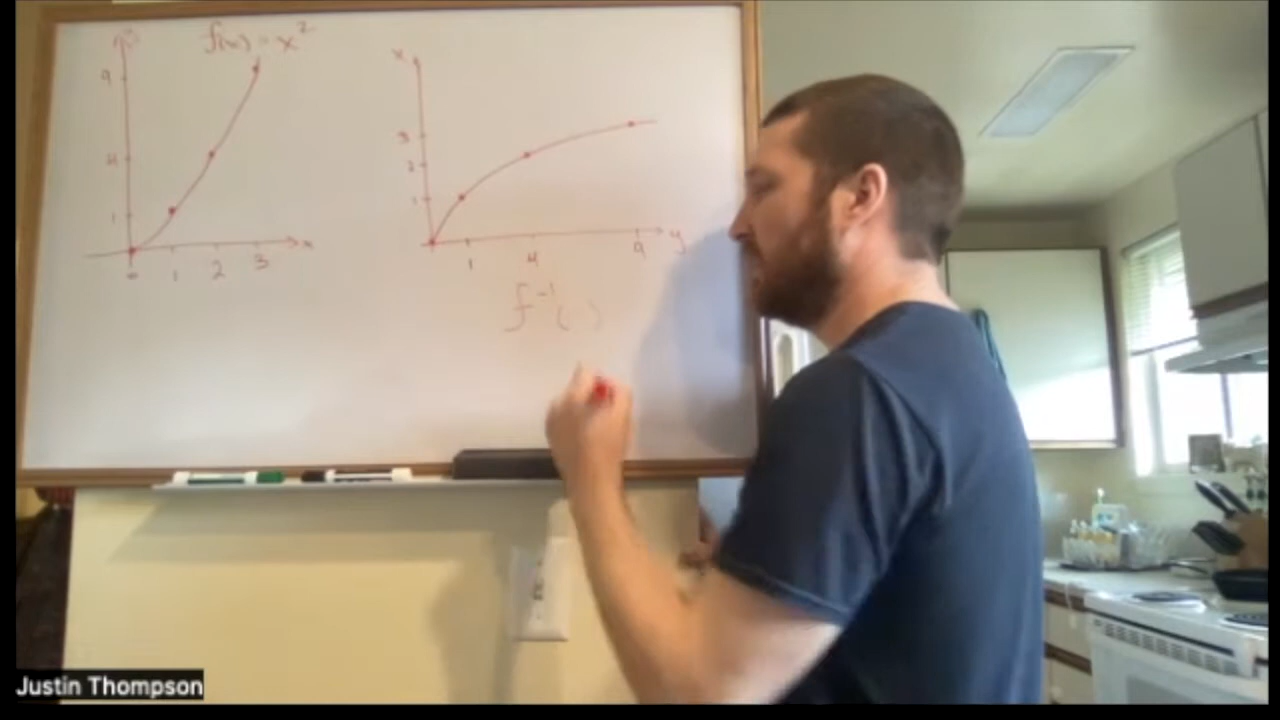 f(x) = x²
x
9
4
1
0
1 2 3
x
x
3
2
1
1 4 9
y
f⁻¹( )
Justin Thompson